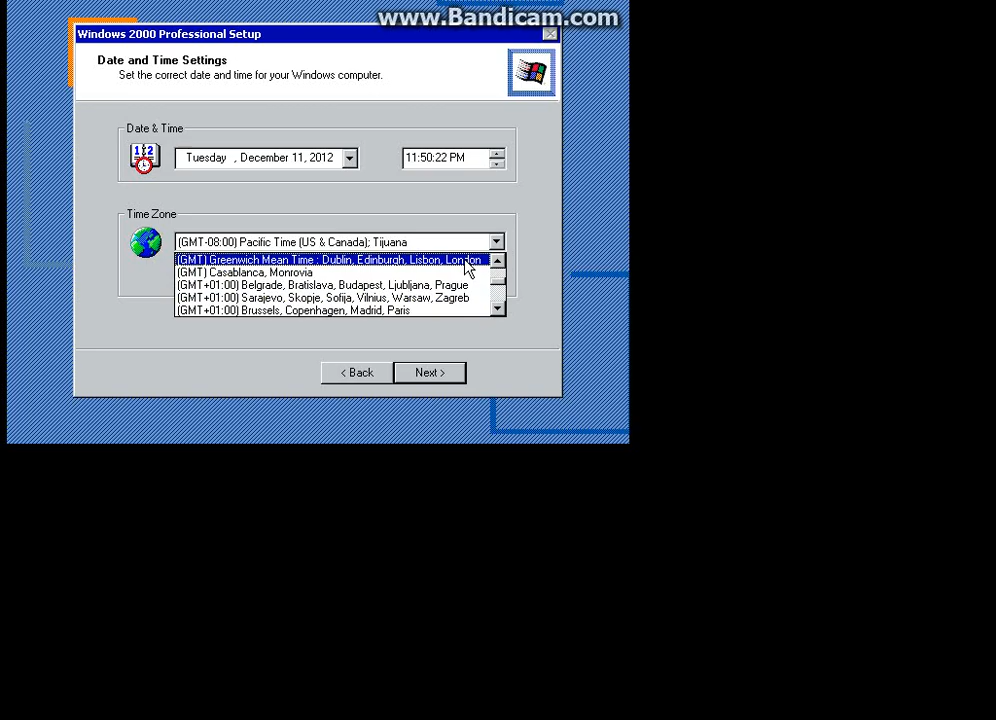 www.Bandicam.com
Windows 2000 Professional Setup
Date and Time Settings
Set the correct date and time for your Windows computer.
Date & Time
Tuesday , December 11, 2012
11:50:22 PM
Time Zone
(GMT-08:00) Pacific Time (US & Canada); Tijuana
(GMT) Greenwich Mean Time : Dublin, Edinburgh, Lisbon, London
(GMT) Casablanca, Monrovia
(GMT+01:00) Belgrade, Bratislava, Budapest, Ljubljana, Prague
(GMT+01:00) Sarajevo, Skopje, Sofija, Vilnius, Warsaw, Zagreb
(GMT+01:00) Brussels, Copenhagen, Madrid, Paris
< Back
Next >